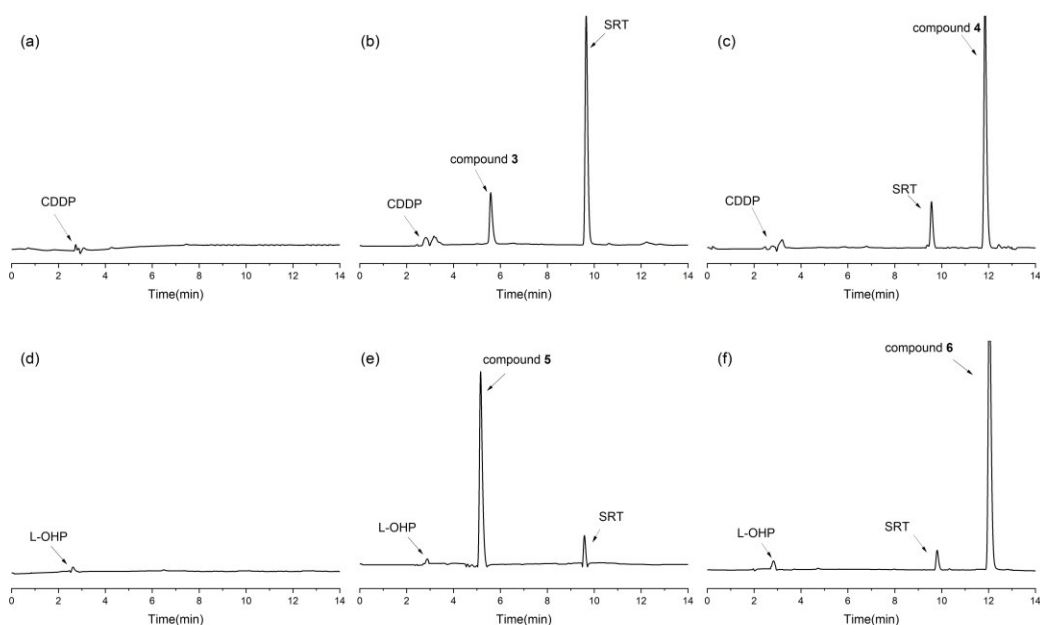 (a)
CDDP
0 2 4 6 8 10 12 14
Time(min)
(b)
SRT
compound 3
CDDP
0 2 4 6 8 10 12 14
Time(min)
(c)
compound 4
SRT
CDDP
0 2 4 6 8 10 12 14
Time(min)
(d)
L-OHP
0 2 4 6 8 10 12 14
Time(min)
(e)
compound 5
L-OHP
SRT
0 2 4 6 8 10 12 14
Time(min)
(f)
compound 6
L-OHP
SRT
0 2 4 6 8 10 12 14
Time(min)